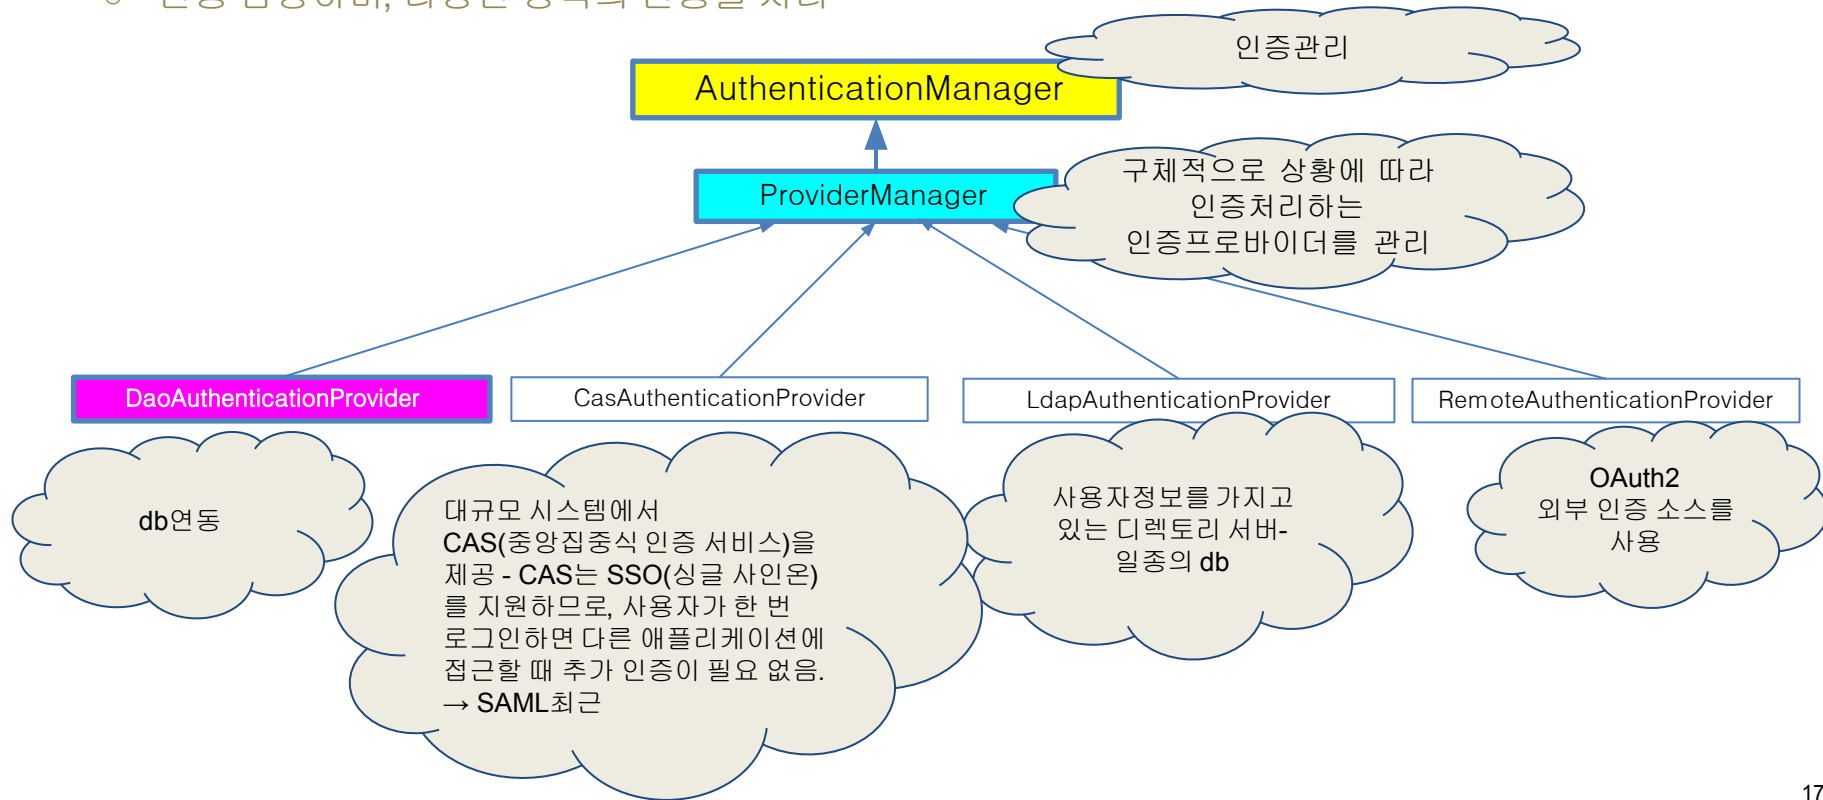 인증관리
AuthenticationManager
구체적으로 상황에 따라
인증처리하는
인증프로바이더를 관리
ProviderManager
DaoAuthenticationProvider
CasAuthenticationProvider
LdapAuthenticationProvider
RemoteAuthenticationProvider
db연동
대규모 시스템에서
CAS(중앙집중식 인증 서비스)을
제공 - CAS는 SSO(싱글 사인온)
를 지원하므로, 사용자가 한 번
로그인하면 다른 애플리케이션에
접근할 때 추가 인증이 필요 없음.
→ SAML최근
사용자정보를 가지고
있는 디렉토리 서버-
일종의 db
OAuth2
외부 인증 소스를
사용
17